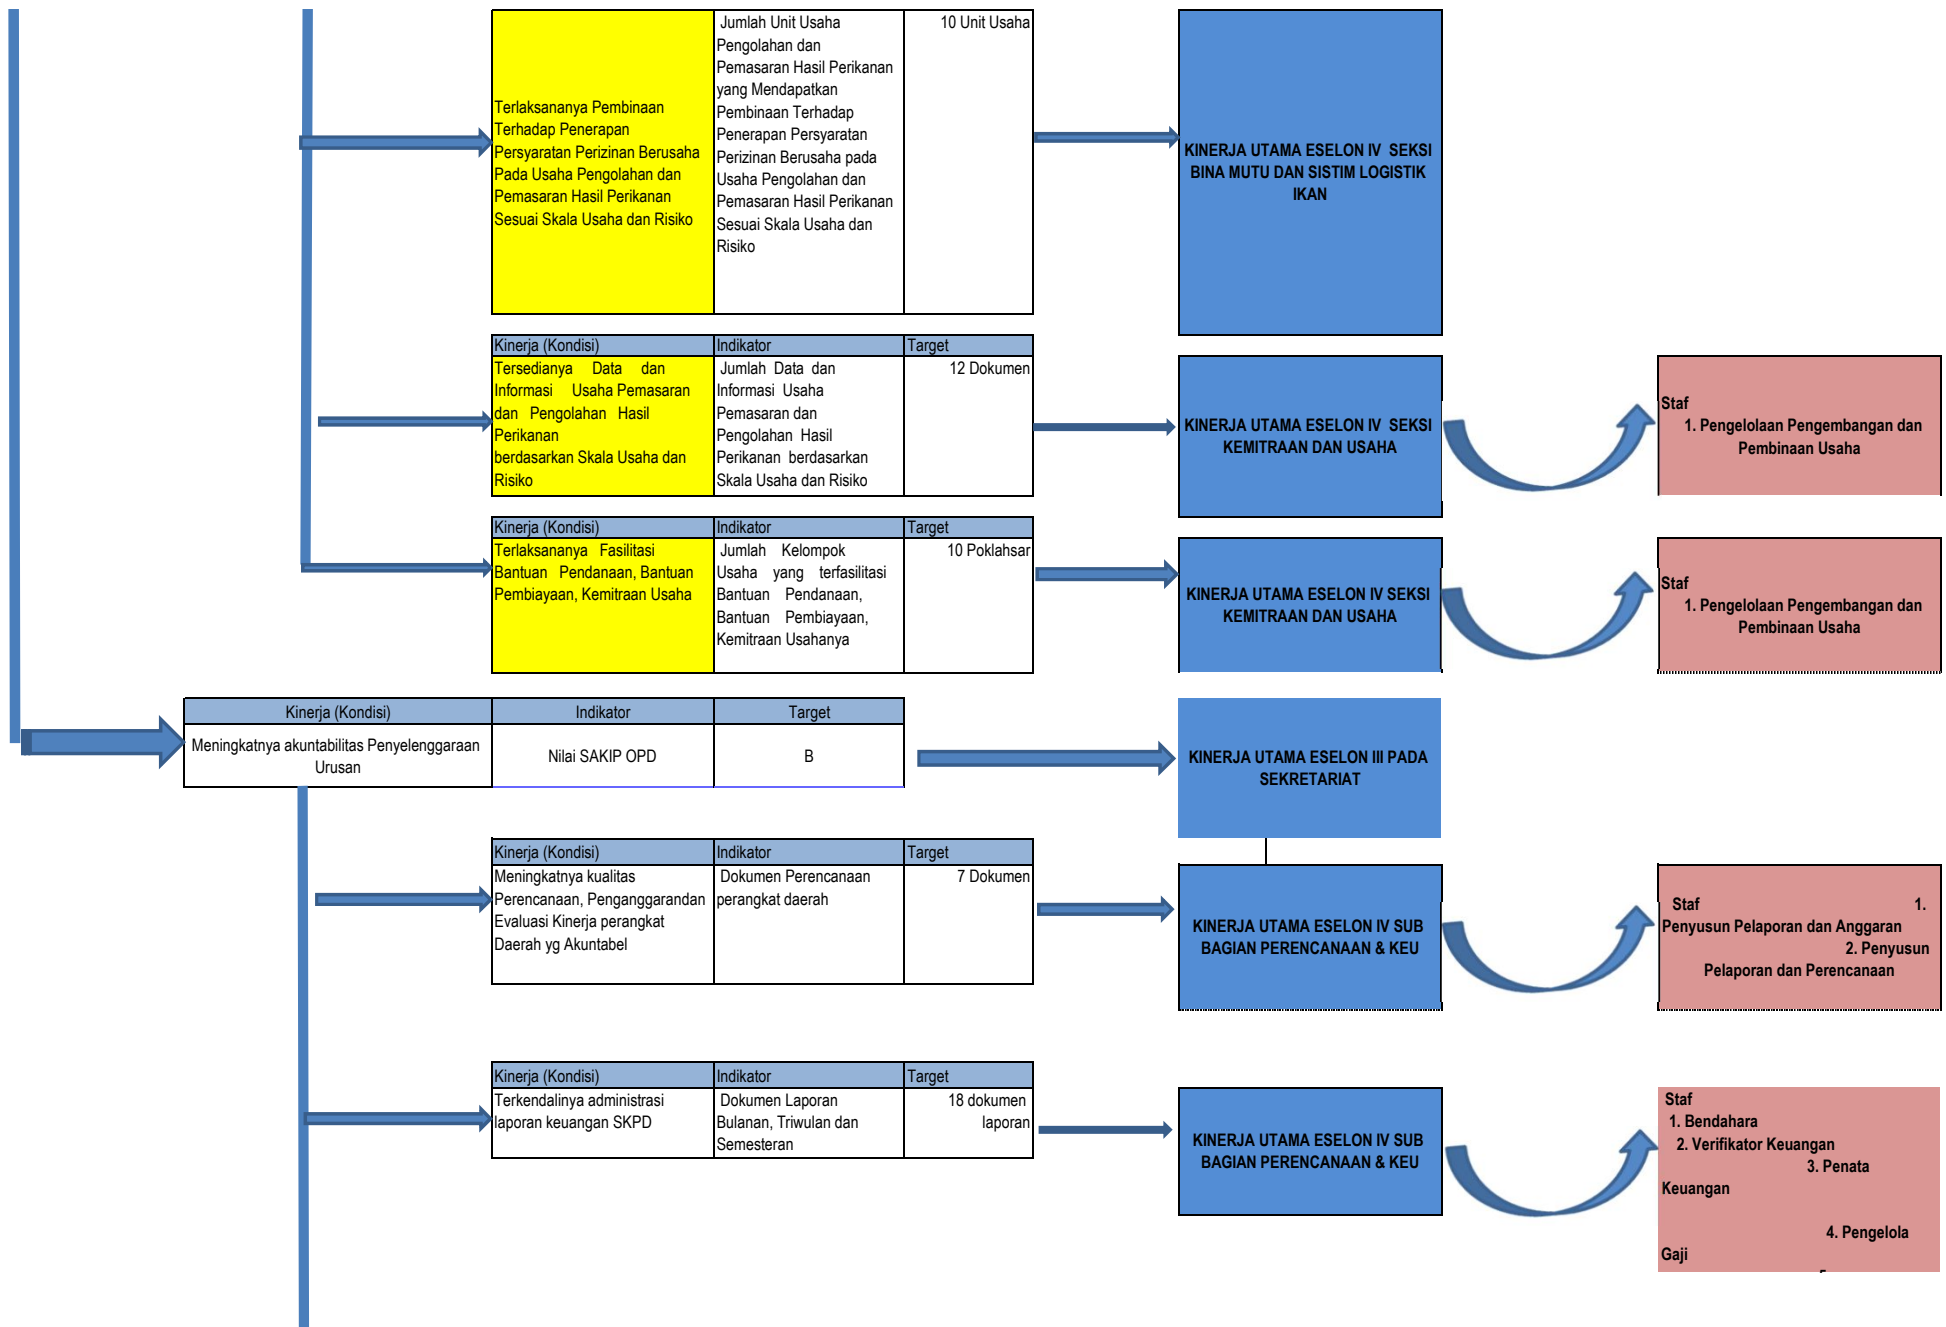 Terlaksananya Pembinaan
Terhadap Penerapan
Persyaratan Perizinan Berusaha
Pada Usaha Pengolahan dan
Pemasaran Hasil Perikanan
Sesuai Skala Usaha dan Risiko
Jumlah Unit Usaha
Pengolahan dan
Pemasaran Hasil Perikanan
yang Mendapatkan
Pembinaan Terhadap
Penerapan Persyaratan
Perizinan Berusaha pada
Usaha Pengolahan dan
Pemasaran Hasil Perikanan
Sesuai Skala Usaha dan
Risiko
10 Unit Usaha
KINERJA UTAMA ESELON IV SEKSI
BINA MUTU DAN SISTIM LOGISTIK
IKAN
Kinerja (Kondisi)
Indikator
Target
Tersedianya Data dan
Informasi Usaha Pemasaran
dan Pengolahan Hasil
Perikanan
berdasarkan Skala Usaha dan
Risiko
Jumlah Data dan
Informasi Usaha
Pemasaran dan
Pengolahan Hasil
Perikanan berdasarkan
Skala Usaha dan Risiko
12 Dokumen
KINERJA UTAMA ESELON IV SEKSI
KEMITRAAN DAN USAHA
Staf
1. Pengelolaan Pengembangan dan
Pembinaan Usaha
Kinerja (Kondisi)
Indikator
Target
Terlaksananya Fasilitasi
Bantuan Pendanaan, Bantuan
Pembiayaan, Kemitraan Usaha
Jumlah Kelompok
Usaha yang terfasilitasi
Bantuan Pendanaan,
Bantuan Pembiayaan,
Kemitraan Usahanya
10 Poklahsar
KINERJA UTAMA ESELON IV SEKSI
KEMITRAAN DAN USAHA
Staf
1. Pengelolaan Pengembangan dan
Pembinaan Usaha
Kinerja (Kondisi)
Indikator
Target
Meningkatnya akuntabilitas Penyelenggaraan
Urusan
Nilai SAKIP OPD
B
KINERJA UTAMA ESELON III PADA
SEKRETARIAT
Kinerja (Kondisi)
Indikator
Target
Meningkatnya kualitas
Perencanaan, Penganggarandan
Evaluasi Kinerja perangkat
Daerah yg Akuntabel
Dokumen Perencanaan
perangkat daerah
7 Dokumen
KINERJA UTAMA ESELON IV SUB
BAGIAN PERENCANAAN & KEU
Staf 1.
Penyusun Pelaporan dan Anggaran
2. Penyusun
Pelaporan dan Perencanaan
Kinerja (Kondisi)
Indikator
Target
Terkendalinya administrasi
laporan keuangan SKPD
Dokumen Laporan
Bulanan, Triwulan dan
Semesteran
18 dokumen
laporan
KINERJA UTAMA ESELON IV SUB
BAGIAN PERENCANAAN & KEU
Staf
1. Bendahara
2. Verifikator Keuangan
3. Penata
Keuangan
4. Pengelola
Gaji